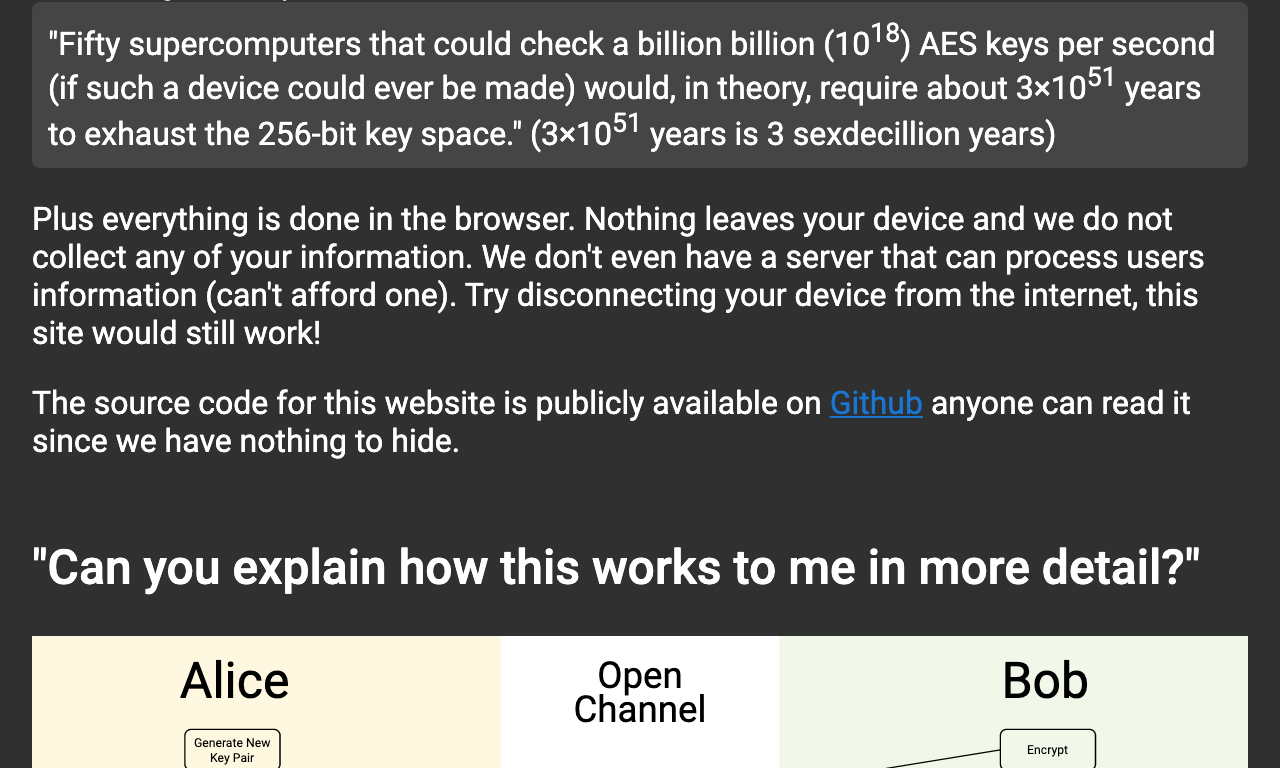 "Fifty supercomputers that could check a billion billion (10^18) AES keys per second
(if such a device could ever be made) would, in theory, require about 3×10^51 years
to exhaust the 256-bit key space." (3×10^51 years is 3 sexdecillion years)
Plus everything is done in the browser. Nothing leaves your device and we do not
collect any of your information. We don't even have a server that can process users
information (can't afford one). Try disconnecting your device from the internet, this
site would still work!
The source code for this website is publicly available on Github anyone can read it
since we have nothing to hide.
"Can you explain how this works to me in more detail?"
Alice
Open
Channel
Bob
Generate New
Key Pair
Encrypt